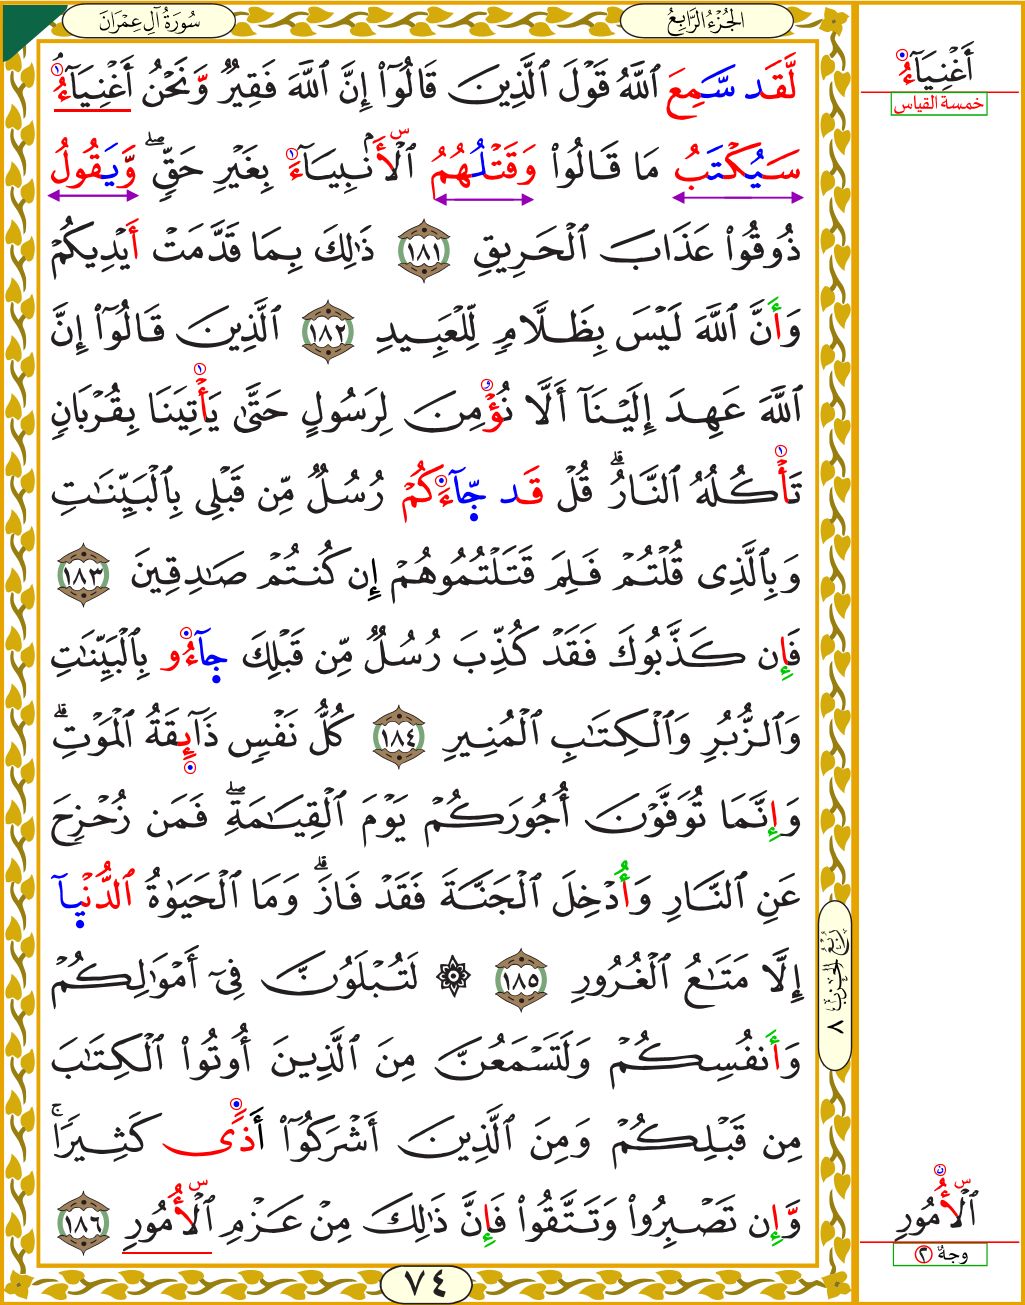 الجُزْءُ الرَّابِعُ
سُورَةُ آلِ عِمْرَانَ
لَّقَد سَّمِعَ ٱللَّهُ قَوْلَ ٱلَّذِينَ قَالُوٓا۟ إِنَّ ٱللَّهَ فَقِيرٌ وَّنَحْنُ أَغْنِيَآءُ
سَيُكْتَبُ مَا قَالُوا۟ وَقَتْلُهُمُ ٱلْأَنۢبِيَآءَ بِغَيْرِ حَقٍّۢ ۖ وَّيَقُولُ
ذُوقُوا۟ عَذَابَ ٱلْحَرِيقِ ١٨١ ذَٰلِكَ بِمَا قَدَّمَتْ أَيْدِيكُمْ
وَأَنَّ ٱللَّهَ لَيْسَ بِظَلَّامٍۢ لِّلْعَبِيدِ ١٨٢ ٱلَّذِينَ قَالُوٓا۟ إِنَّ
ٱللَّهَ عَهِدَ إِلَيْنَآ أَلَّا نُؤْمِنَ لِرَسُولٍ حَتَّىٰ يَأْتِيَنَا بِقُرْبَانٍۢ
تَأْكُلُهُ ٱلنَّارُ ۗ قُلْ قَد جَّآءَكُمْ رُسُلٌۭ مِّن قَبْلِى بِٱلْبَيِّنَٰتِ
وَبِٱلَّذِى قُلْتُمْ فَلِمَ قَتَلْتُمُوهُمْ إِن كُنتُمْ صَٰدِقِينَ ١٨٣
فَإِن كَذَّبُوكَ فَقَدْ كُذِّبَ رُسُلٌۭ مِّن قَبْلِكَ جَآءُو بِٱلْبَيِّنَٰتِ
وَٱلزُّبُرِ وَٱلْكِتَٰبِ ٱلْمُنِيرِ ١٨٤ كُلُّ نَفْسٍۢ ذَآئِقَةُ ٱلْمَوْتِ ۗ
وَإِنَّمَا تُوَفَّوْنَ أُجُورَكُمْ يَوْمَ ٱلْقِيَٰمَةِ ۖ فَمَن زُحْزِحَ
عَنِ ٱلنَّارِ وَأُدْخِلَ ٱلْجَنَّةَ فَقَدْ فَازَ ۗ وَمَا ٱلْحَيَوٰةُ ٱلدُّنْيَآ
إِلَّا مَتَٰعُ ٱلْغُرُورِ ١٨٥ ۞ لَتُبْلَوُنَّ فِىٓ أَمْوَٰلِكُمْ
وَأَنفُسِكُمْ وَلَتَسْمَعُنَّ مِنَ ٱلَّذِينَ أُوتُوا۟ ٱلْكِتَٰبَ
مِن قَبْلِكُمْ وَمِنَ ٱلَّذِينَ أَشْرَكُوٓا۟ أَذًۭى كَثِيرًۭا ۚ
وَّإِن تَصْبِرُوا۟ وَتَتَّقُوا۟ فَإِنَّ ذَٰلِكَ مِنْ عَزْمِ ٱلْأُمُورِ ١٨٦
٧٤
رُبْعُ الحِزْبِ ٨
أَغْنِيَآءُ
خمسة القياس
ٱلْأُمُورِ
وجهٌ ٢